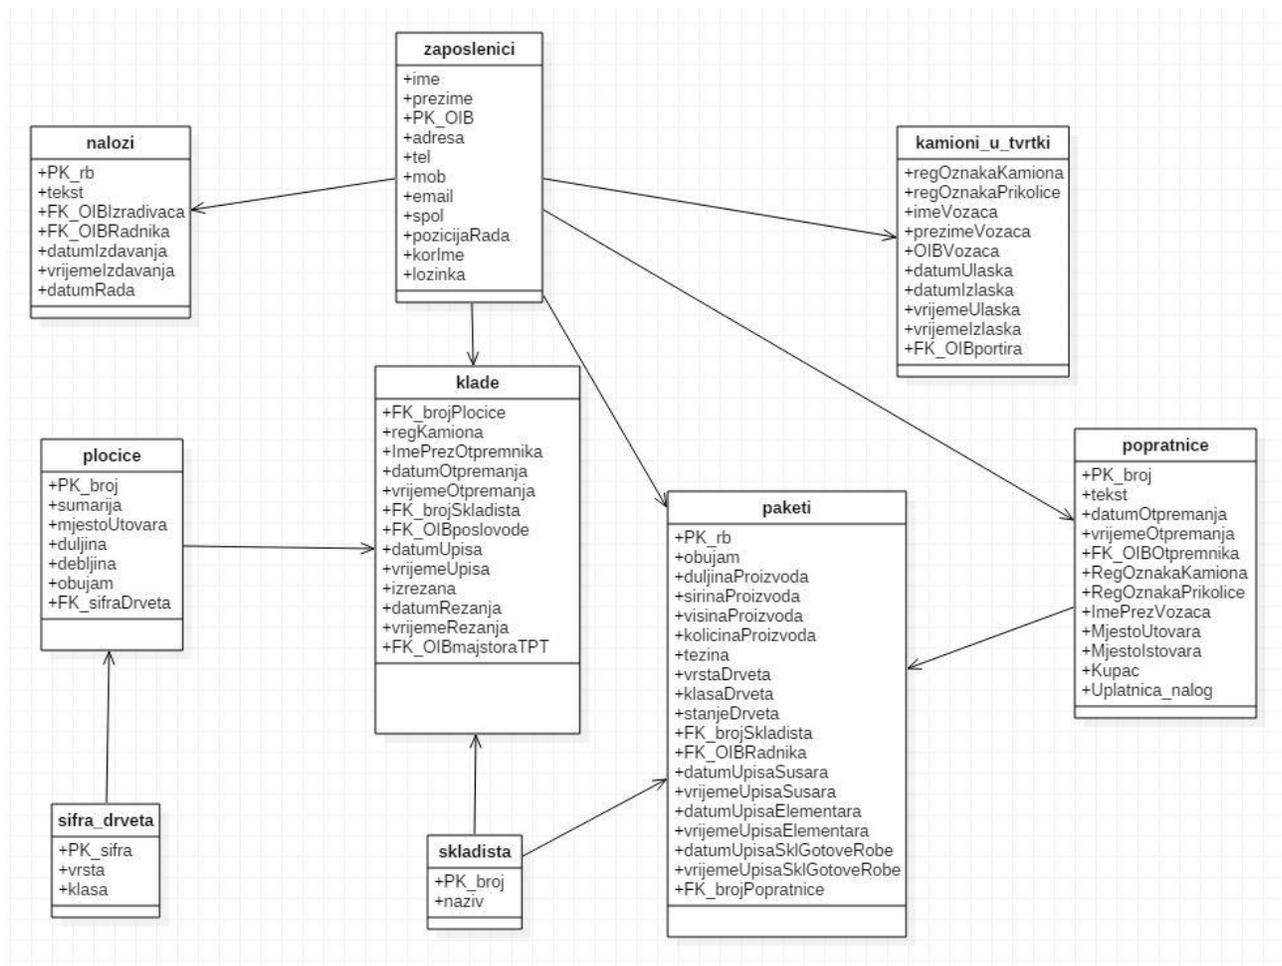 zaposlenici
+ime
+prezime
+PK_OIB
+adresa
+tel
+mob
+email
+spol
+pozicijaRada
+korIme
+lozinka
nalozi
+PK_rb
+tekst
+FK_OIBIzradivaca
+FK_OIBRadnika
+datumIzdavanja
+vrijemeIzdavanja
+datumRada
kamioni_u_tvrtki
+regOznakaKamiona
+regOznakaPrikolice
+imeVozaca
+prezimeVozaca
+OIBVozaca
+datumUlaska
+datumIzlaska
+vrijemeUlaska
+vrijemeIzlaska
+FK_OIBportira
klade
+FK_brojPlocice
+regKamiona
+ImePrezOtpremnika
+datumOtpremanja
+vrijemeOtpremanja
+FK_brojSkladista
+FK_OIBposlovode
+datumUpisa
+vrijemeUpisa
+izrezana
+datumRezanja
+vrijemeRezanja
+FK_OIBmajstoraTPT
plocice
+PK_broj
+sumarija
+mjestoUtovara
+duljina
+debljina
+obujam
+FK_sifraDrveta
paketi
+PK_rb
+obujam
+duljinaProizvoda
+sirinaProizvoda
+visinaProizvoda
+kolicinaProizvoda
+tezina
+vrstaDrveta
+klasaDrveta
+stanjeDrveta
+FK_brojSkladista
+FK_OIBRadnika
+datumUpisaSusara
+vrijemeUpisaSusara
+datumUpisaElementara
+vrijemeUpisaElementara
+datumUpisaSklGotoveRobe
+vrijemeUpisaSklGotoveRobe
+FK_brojPopratnice
popratnice
+PK_broj
+tekst
+datumOtpremanja
+vrijemeOtpremanja
+FK_OIBOtpremnika
+RegOznakaKamiona
+RegOznakaPrikolice
+ImePrezVozaca
+MjestoUtovara
+MjestoIstovara
+Kupac
+Uplatnica_nalog
sifra_drveta
+PK_sifra
+vrsta
+klasa
skladista
+PK_broj
+naziv